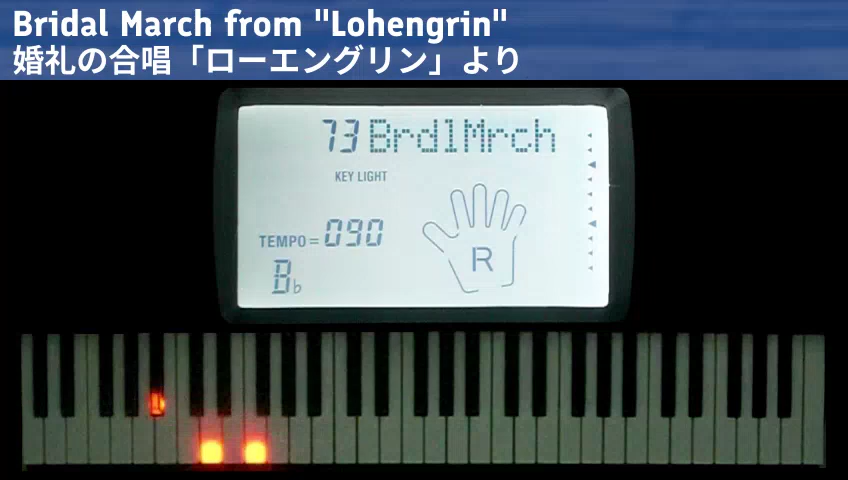 Bridal March from "Lohengrin"
婚礼の合唱「ローエングリン」より
73 BrdlMrch
KEY LIGHT
TEMPO = 090
R
B♭